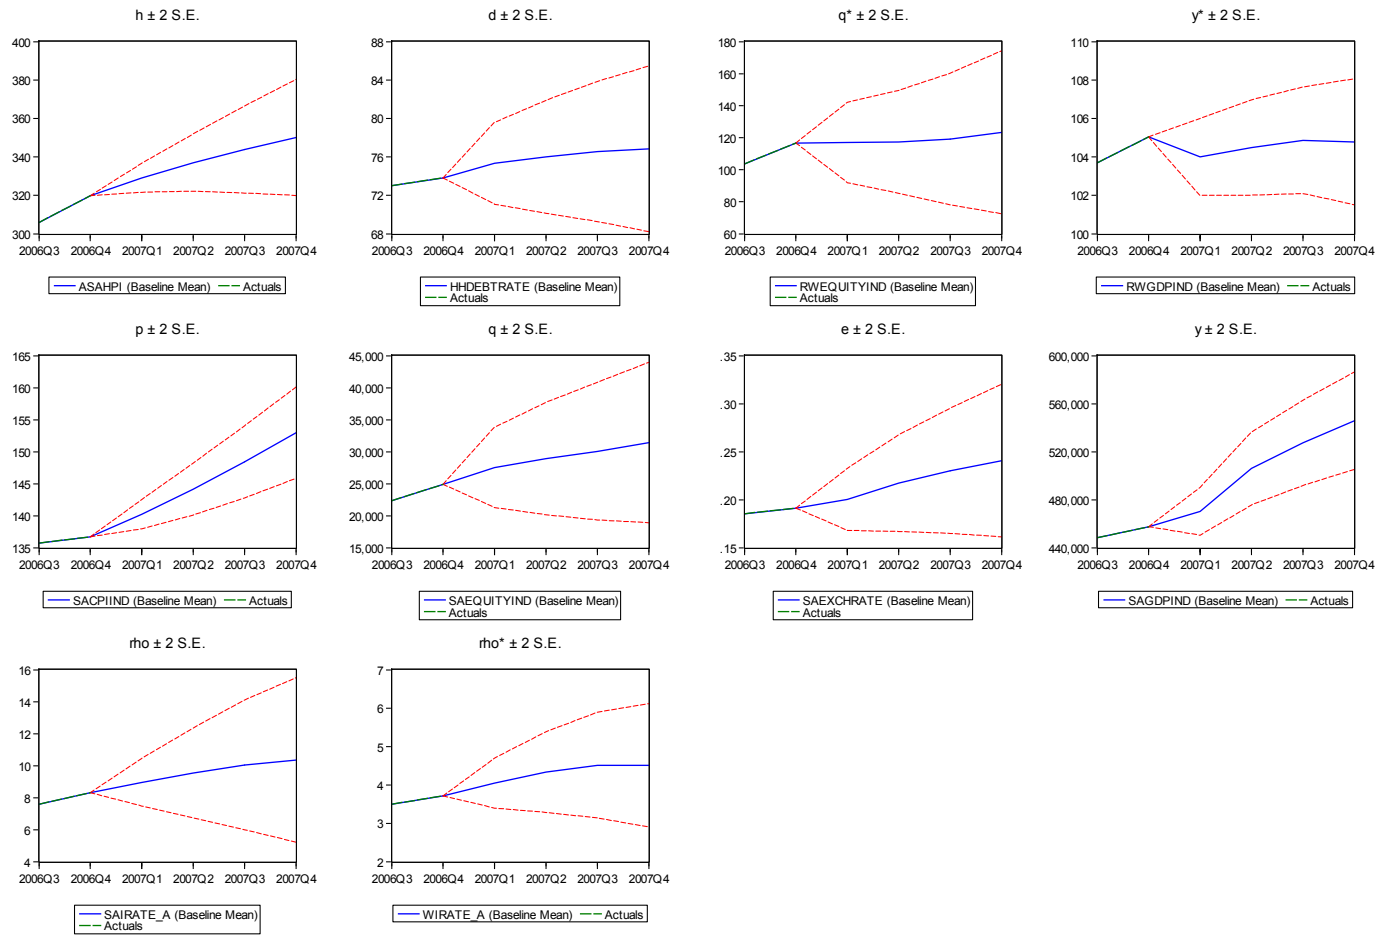 h ± 2 S.E.
400
380
360
340
320
300
2006Q3 2006Q4 2007Q1 2007Q2 2007Q3 2007Q4
ASAHPI (Baseline Mean) Actuals
d ± 2 S.E.
88
84
80
76
72
68
2006Q3 2006Q4 2007Q1 2007Q2 2007Q3 2007Q4
HHDEBTRATE (Baseline Mean)
Actuals
q* ± 2 S.E.
180
160
140
120
100
80
60
2006Q3 2006Q4 2007Q1 2007Q2 2007Q3 2007Q4
RWEQUITYIND (Baseline Mean)
Actuals
y* ± 2 S.E.
110
108
106
104
102
100
2006Q3 2006Q4 2007Q1 2007Q2 2007Q3 2007Q4
RWGDPIND (Baseline Mean) Actuals
p ± 2 S.E.
165
160
155
150
145
140
135
2006Q3 2006Q4 2007Q1 2007Q2 2007Q3 2007Q4
SACPIIND (Baseline Mean) Actuals
q ± 2 S.E.
45,000
40,000
35,000
30,000
25,000
20,000
15,000
2006Q3 2006Q4 2007Q1 2007Q2 2007Q3 2007Q4
SAEQUITYIND (Baseline Mean)
Actuals
e ± 2 S.E.
.35
.30
.25
.20
.15
2006Q3 2006Q4 2007Q1 2007Q2 2007Q3 2007Q4
SAEXCHRATE (Baseline Mean)
Actuals
y ± 2 S.E.
600,000
560,000
520,000
480,000
440,000
2006Q3 2006Q4 2007Q1 2007Q2 2007Q3 2007Q4
SAGDPIND (Baseline Mean) Actuals
rho ± 2 S.E.
16
14
12
10
8
6
4
2006Q3 2006Q4 2007Q1 2007Q2 2007Q3 2007Q4
SAIRATE_A (Baseline Mean)
Actuals
rho* ± 2 S.E.
7
6
5
4
3
2
2006Q3 2006Q4 2007Q1 2007Q2 2007Q3 2007Q4
WIRATE_A (Baseline Mean) Actuals